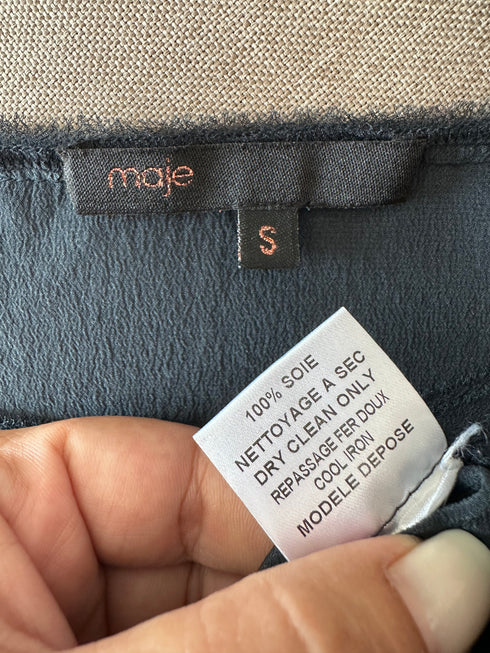 maje
S
100% SOIE
NETTOYAGE A SEC
DRY CLEAN ONLY
REPASSAGE FER DOUX
COOL IRON
MODELE DEPOSE